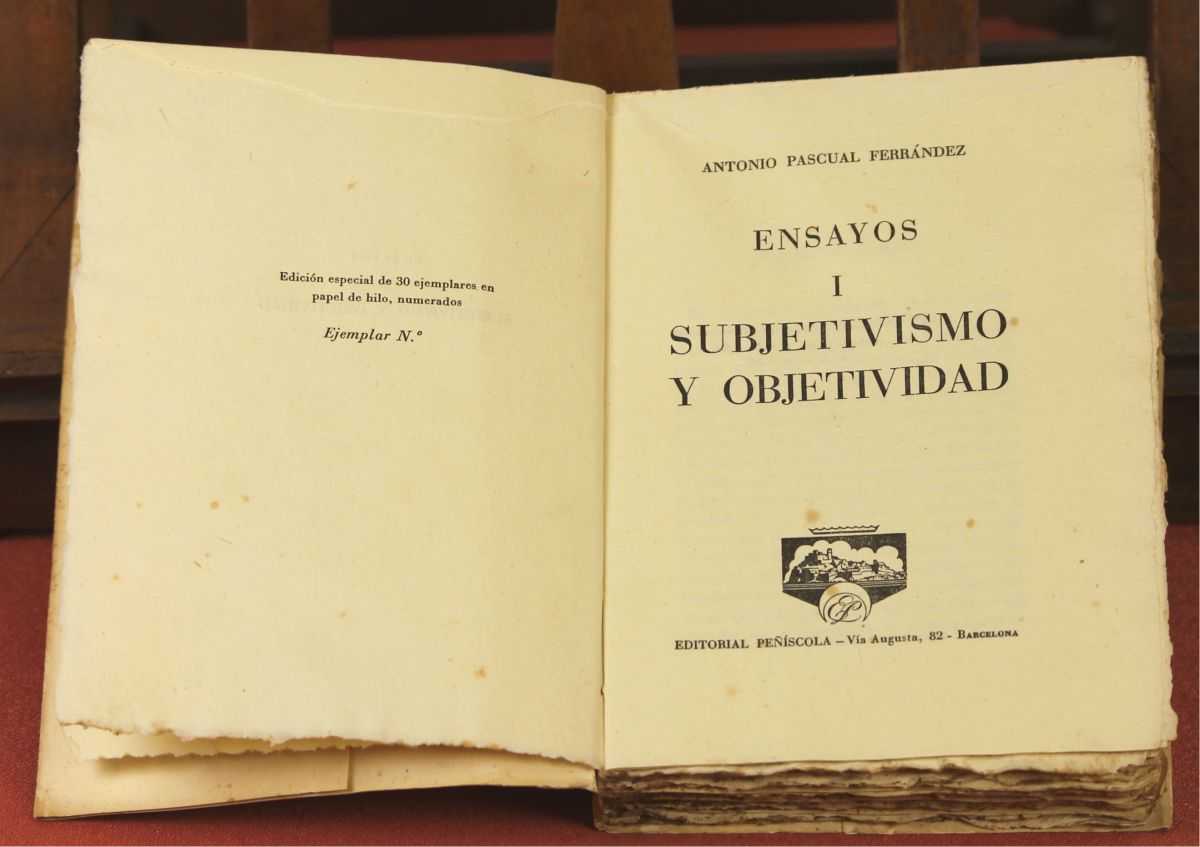 Edición especial de 30 ejemplares en
papel de hilo, numerados
Ejemplar N.º
ANTONIO PASCUAL FERRÁNDEZ
ENSAYOS
I
SUBJETIVISMO
Y OBJETIVIDAD
EP
EDITORIAL PEÑÍSCOLA – Vía Augusta, 82 - BARCELONA